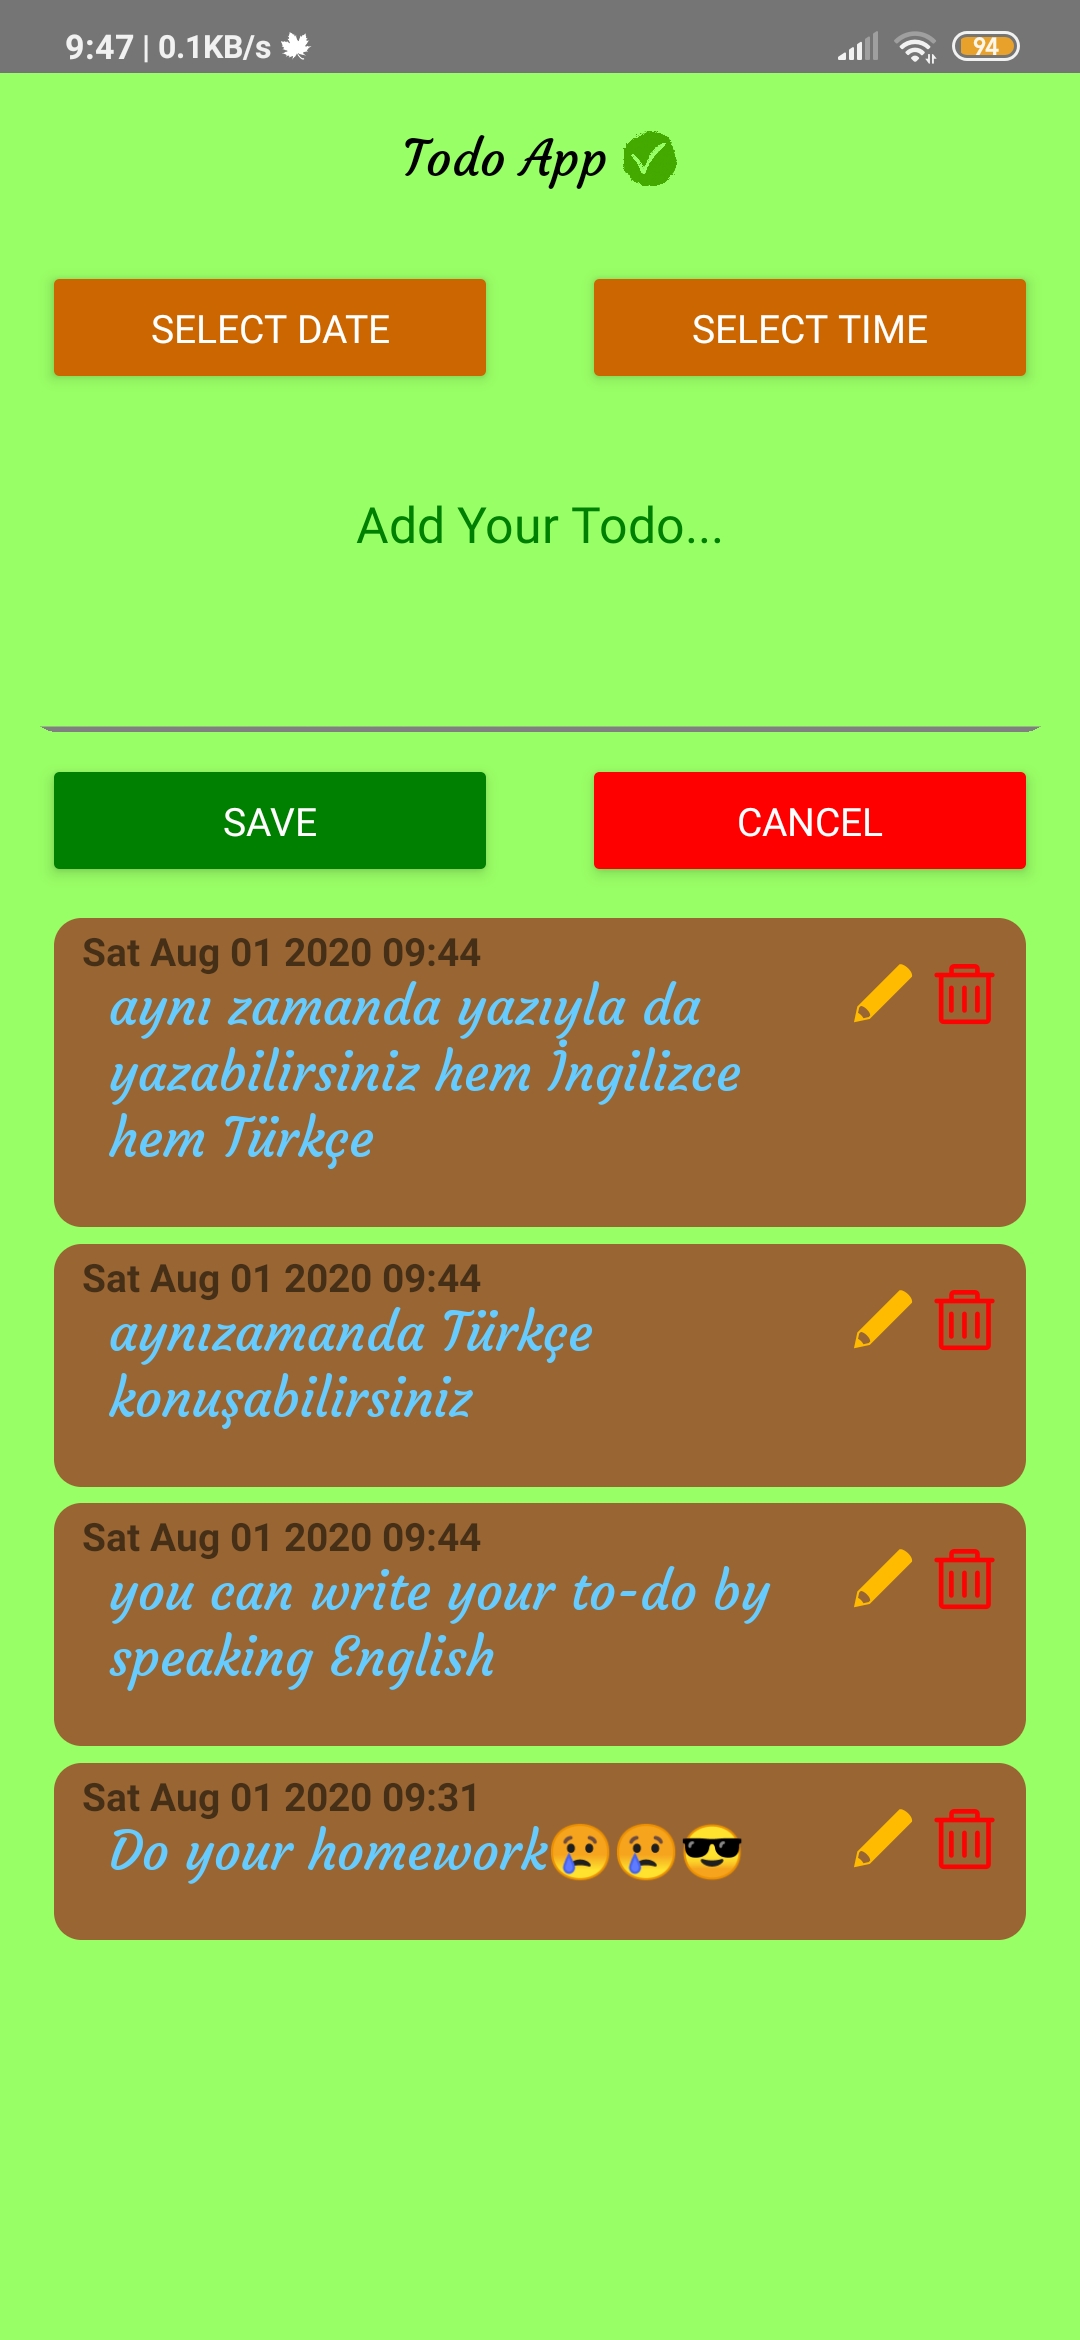 9:47 | 0.1KB/s
94
Todo App
SELECT DATE
SELECT TIME
Add Your Todo...
SAVE
CANCEL
Sat Aug 01 2020 09:44
aynı zamanda yazıyla da
yazabilirsiniz hem İngilizce
hem Türkçe
Sat Aug 01 2020 09:44
aynızamanda Türkçe
konuşabilirsiniz
Sat Aug 01 2020 09:44
you can write your to-do by
speaking English
Sat Aug 01 2020 09:31
Do your homework😢😢😎